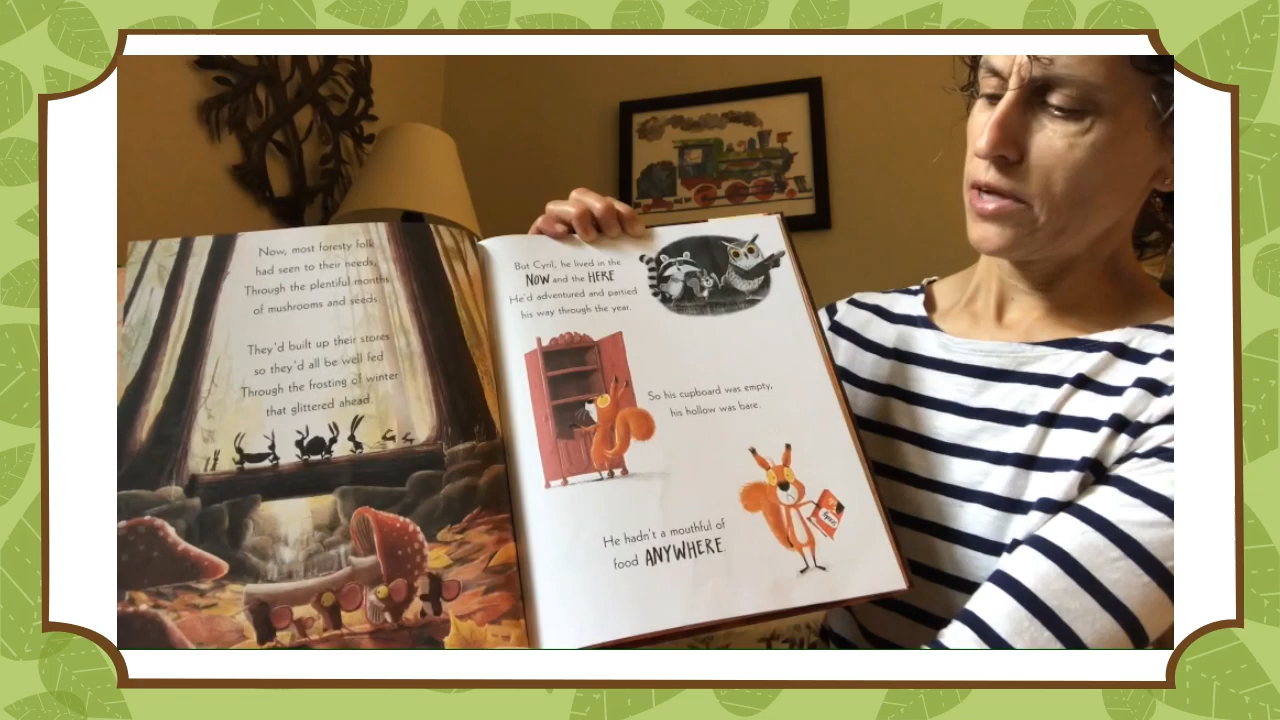 Now, most foresty folk
had seen to their needs,
Through the plentiful months
of mushrooms and seeds.
They'd built up their stores
so they'd all be well fed
Through the frosting of winter
that glittered ahead.
But Cyril, he lived in the
NOW and the HERE.
He'd adventured and partied
his way through the year.
So his cupboard was empty,
his hollow was bare.
He hadn't a mouthful of
food ANYWHERE.